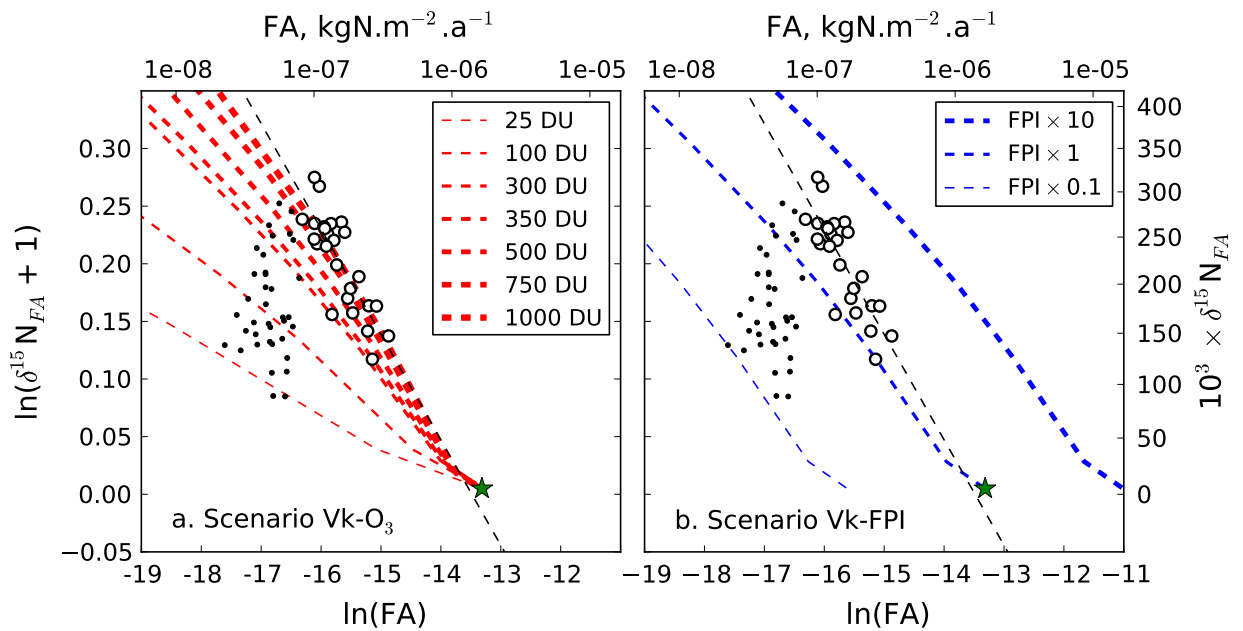 FA, kgN.m⁻².a⁻¹
1e-08 1e-07 1e-06 1e-05
ln(δ¹⁵N_FA + 1)
0.30
0.25
0.20
0.15
0.10
0.05
0.00
−0.05
25 DU
100 DU
300 DU
350 DU
500 DU
750 DU
1000 DU
a. Scenario Vk-O₃
-19 -18 -17 -16 -15 -14 -13 -12
ln(FA)
FA, kgN.m⁻².a⁻¹
1e-08 1e-07 1e-06 1e-05
FPI × 10
FPI × 1
FPI × 0.1
b. Scenario Vk-FPI
−19 −18 −17 −16 −15 −14 −13 −12 −11
ln(FA)
400
350
300
250
200
150
100
50
0
10³ × δ¹⁵N_FA